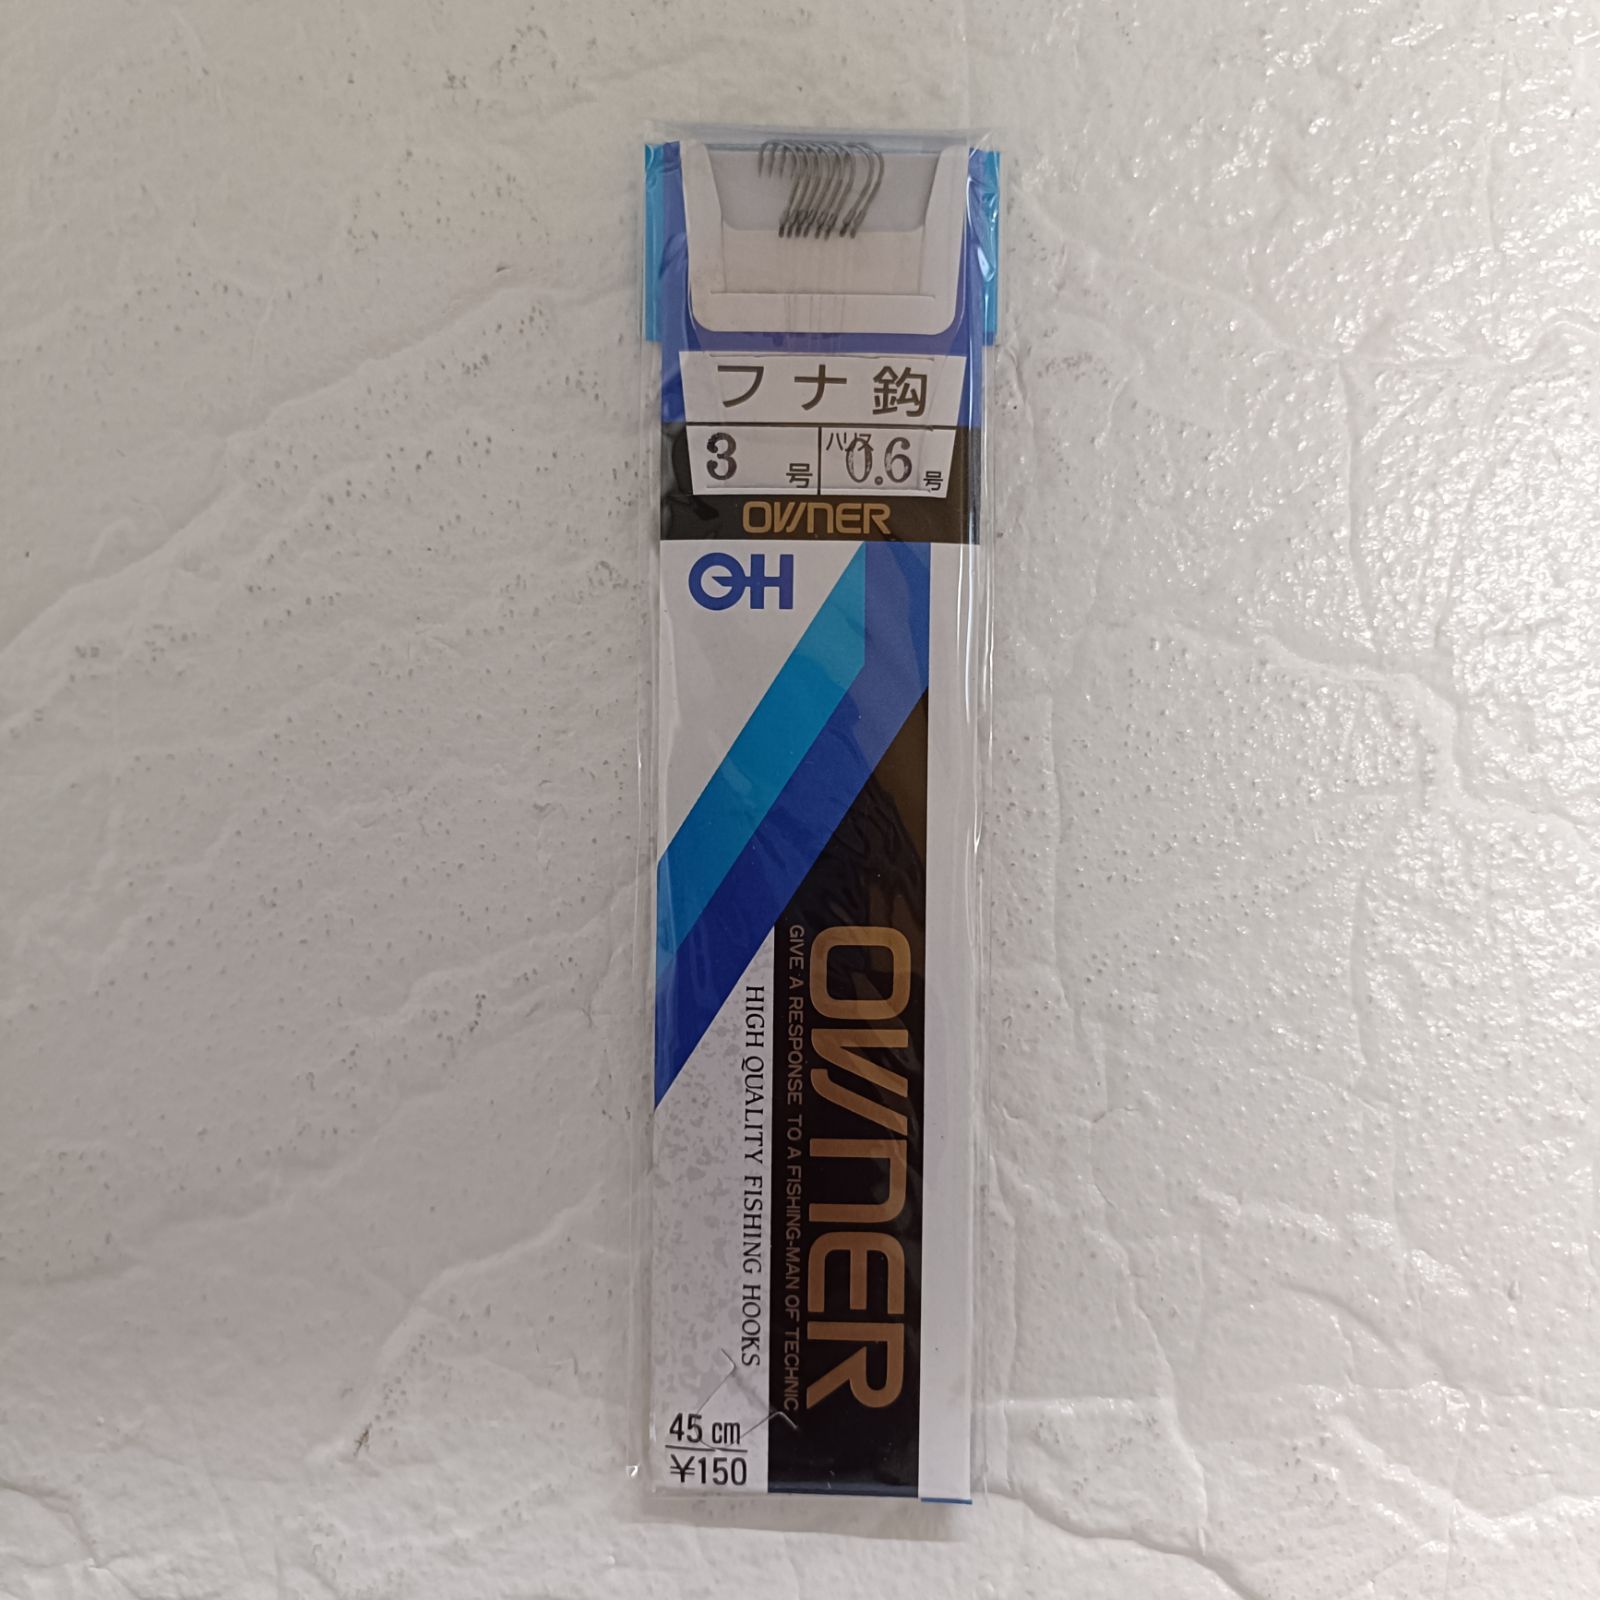 フナ鈎
3号 ハリス0.6号
OWNER
OH
OWNER
GIVE A RESPONSE TO A FISHING-MAN OF TECHNIC
HIGH QUALITY FISHING HOOKS
45 cm
¥150